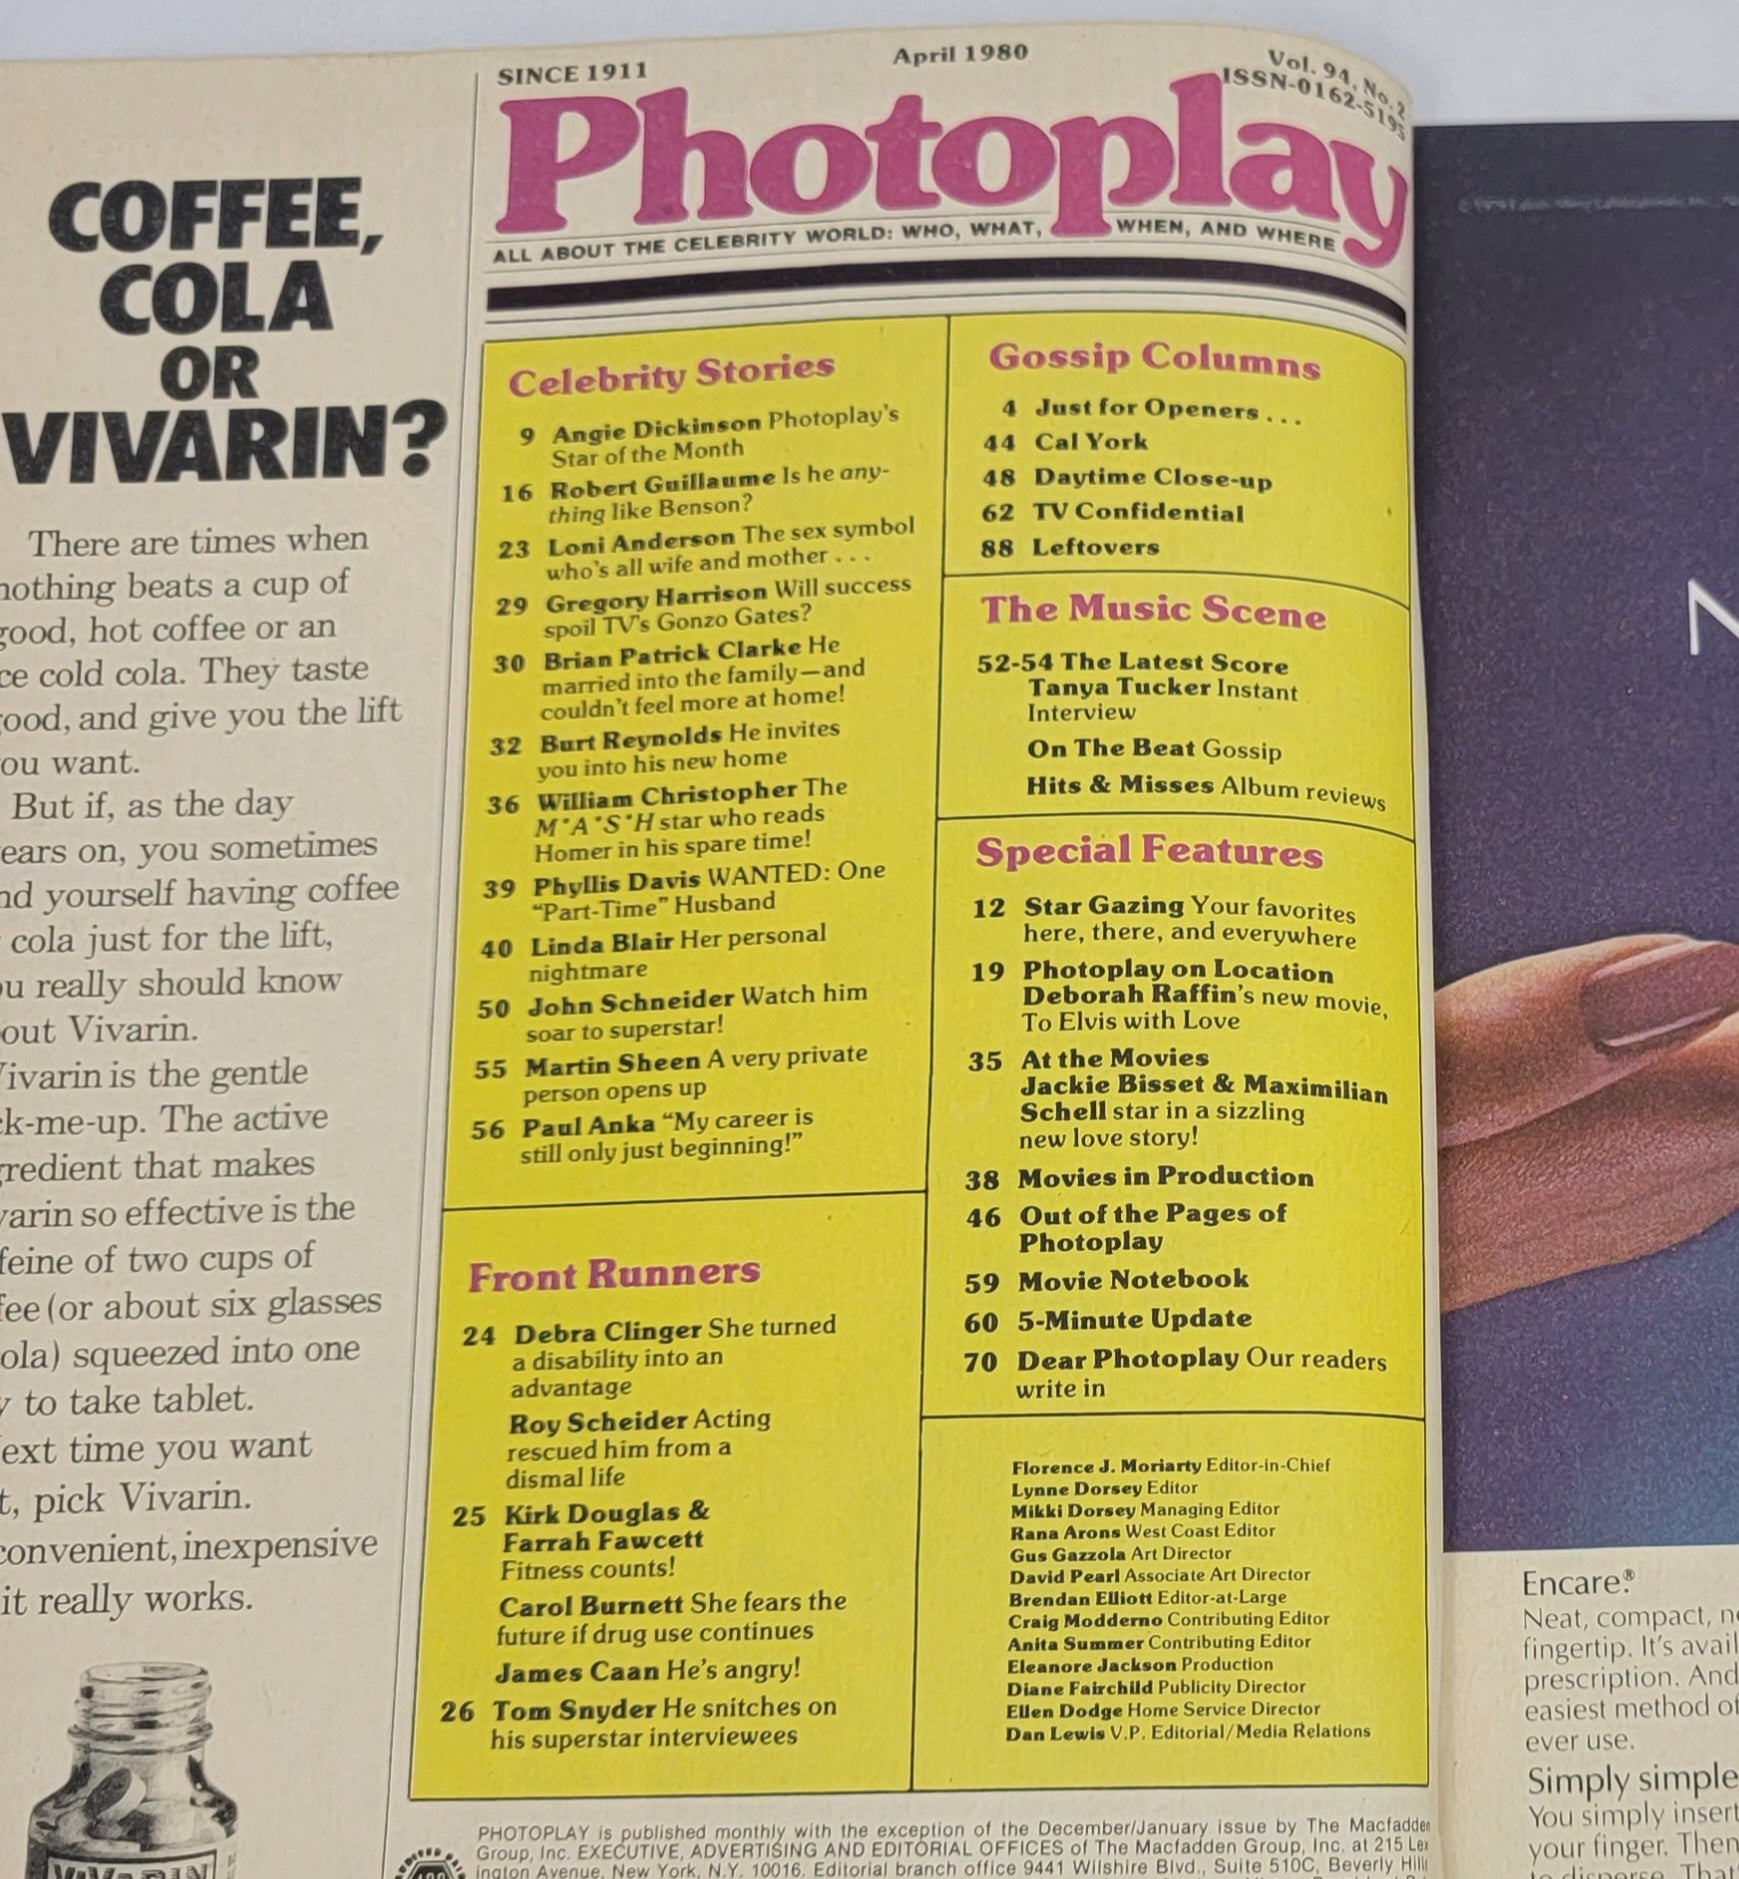 COFFEE,
COLA
OR
VIVARIN?
There are times when
nothing beats a cup of
good, hot coffee or an
ice cold cola. They taste
good, and give you the lift
you want.
But if, as the day
wears on, you sometimes
find yourself having coffee
cola just for the lift,
you really should know
about Vivarin.
Vivarin is the gentle
pick-me-up. The active
ingredient that makes
Vivarin so effective is the
caffeine of two cups of
coffee (or about six glasses
cola) squeezed into one
to take tablet.
Next time you want
pick Vivarin.
convenient, inexpensive
it really works.
VIVARIN
SINCE 1911
April 1980
Vol. 94, No. 2
ISSN-0162-5195
Photoplay
ALL ABOUT THE CELEBRITY WORLD: WHO, WHAT, WHEN, AND WHERE
Celebrity Stories
9 Angie Dickinson Photoplay's
Star of the Month
16 Robert Guillaume Is he any-
thing like Benson?
23 Loni Anderson The sex symbol
who's all wife and mother . . .
29 Gregory Harrison Will success
spoil TV's Gonzo Gates?
30 Brian Patrick Clarke He
married into the family—and
couldn't feel more at home!
32 Burt Reynolds He invites
you into his new home
36 William Christopher The
M*A*S*H star who reads
Homer in his spare time!
39 Phyllis Davis WANTED: One
"Part-Time" Husband
40 Linda Blair Her personal
nightmare
50 John Schneider Watch him
soar to superstar!
55 Martin Sheen A very private
person opens up
56 Paul Anka "My career is
still only just beginning!"
Front Runners
24 Debra Clinger She turned
a disability into an
advantage
Roy Scheider Acting
rescued him from a
dismal life
25 Kirk Douglas &
Farrah Fawcett
Fitness counts!
Carol Burnett She fears the
future if drug use continues
James Caan He's angry!
26 Tom Snyder He snitches on
his superstar interviewees
Gossip Columns
4 Just for Openers . . .
44 Cal York
48 Daytime Close-up
62 TV Confidential
88 Leftovers
The Music Scene
52-54 The Latest Score
Tanya Tucker Instant
Interview
On The Beat Gossip
Hits & Misses Album reviews
Special Features
12 Star Gazing Your favorites
here, there, and everywhere
19 Photoplay on Location
Deborah Raffin's new movie,
To Elvis with Love
35 At the Movies
Jackie Bisset & Maximilian
Schell star in a sizzling
new love story!
38 Movies in Production
46 Out of the Pages of
Photoplay
59 Movie Notebook
60 5-Minute Update
70 Dear Photoplay Our readers
write in
Florence J. Moriarty Editor-in-Chief
Lynne Dorsey Editor
Mikki Dorsey Managing Editor
Rana Arons West Coast Editor
Gus Gazzola Art Director
David Pearl Associate Art Director
Brendan Elliott Editor-at-Large
Craig Modderno Contributing Editor
Anita Summer Contributing Editor
Eleanore Jackson Production
Diane Fairchild Publicity Director
Ellen Dodge Home Service Director
Dan Lewis V.P. Editorial/Media Relations
PHOTOPLAY is published monthly with the exception of the December/January issue by The Macfadden
Group, Inc. EXECUTIVE, ADVERTISING AND EDITORIAL OFFICES of The Macfadden Group, Inc. at 215 Lex
ington Avenue, New York, N.Y. 10016. Editorial branch office 9441 Wilshire Blvd., Suite 510C, Beverly Hills
Encare®
Neat, compact,
fingertip. It's
prescription. And
easiest method
ever use.
Simply simple
You simply insert
your finger. Then
to disperse. That'